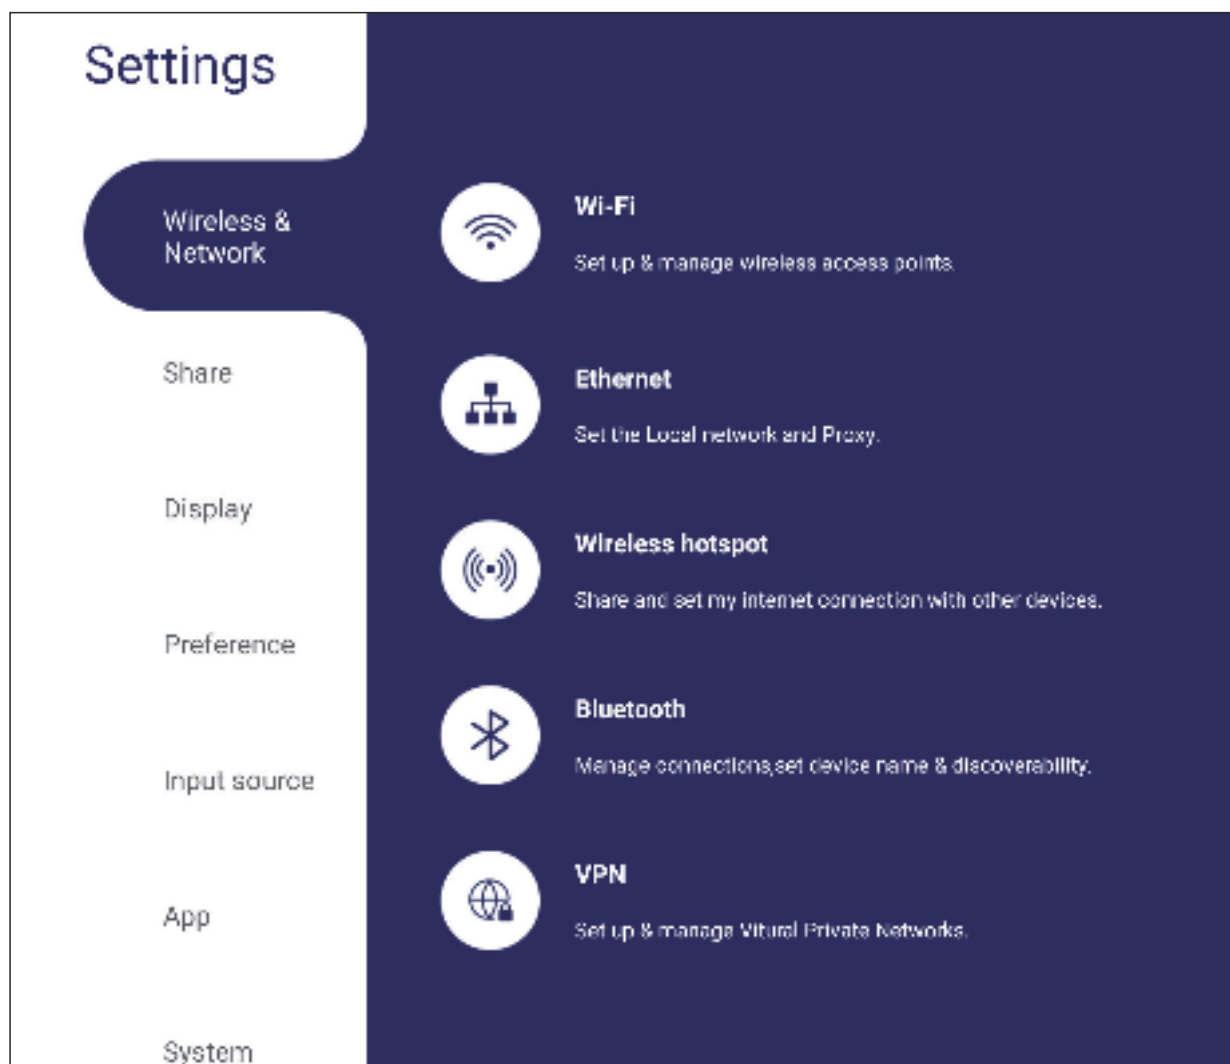 Settings
Wireless &
Network
Share
Display
Preference
Input source
App
System
Wi-Fi
Set up & manage wireless access points.
Ethernet
Set the Local network and Proxy.
Wireless hotspot
Share and set my internet connection with other devices.
Bluetooth
Manage connections,set device name & discoverability.
VPN
Set up & manage Vitural Private Networks.